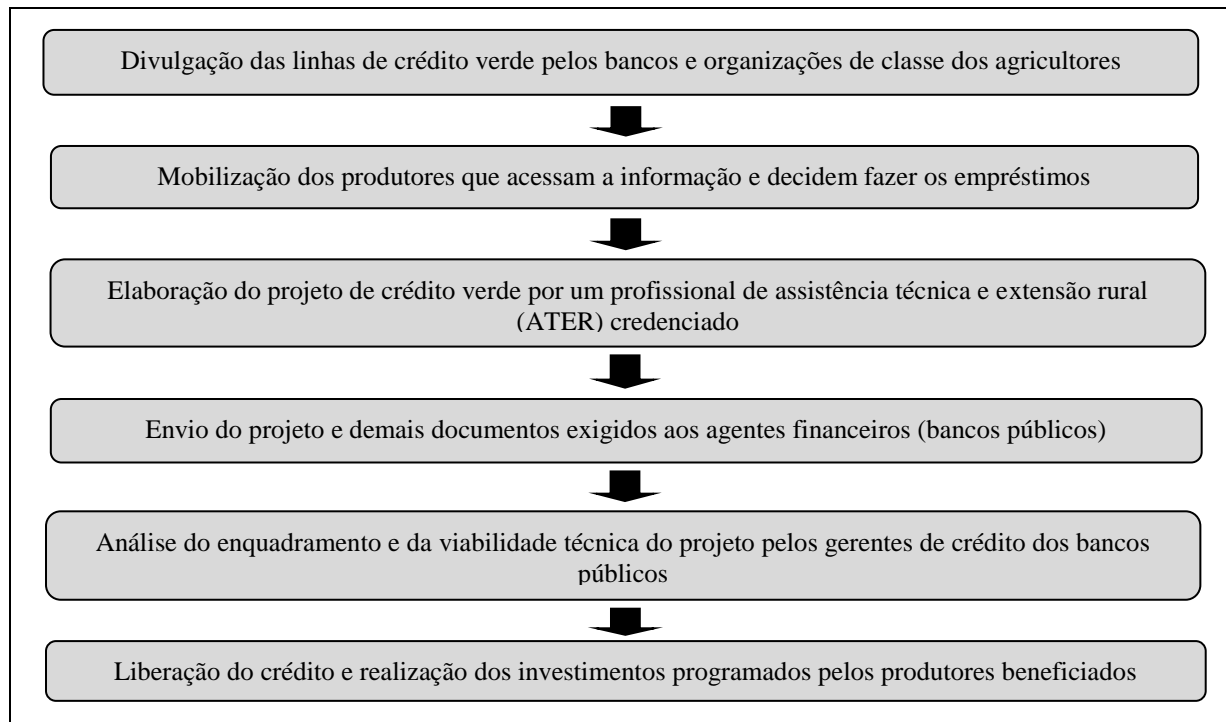 Divulgação das linhas de crédito verde pelos bancos e organizações de classe dos agricultores
Mobilização dos produtores que acessam a informação e decidem fazer os empréstimos
Elaboração do projeto de crédito verde por um profissional de assistência técnica e extensão rural
(ATER) credenciado
Envio do projeto e demais documentos exigidos aos agentes financeiros (bancos públicos)
Análise do enquadramento e da viabilidade técnica do projeto pelos gerentes de crédito dos bancos
públicos
Liberação do crédito e realização dos investimentos programados pelos produtores beneficiados